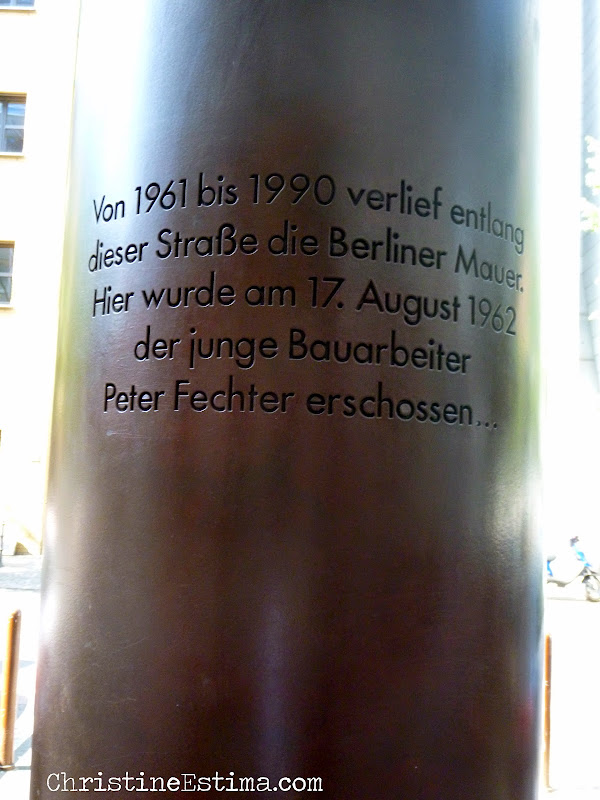 Von 1961 bis 1990 verlief entlang
dieser Straße die Berliner Mauer.
Hier wurde am 17. August 1962
der junge Bauarbeiter
Peter Fechter erschossen...
ChristineEstima.com